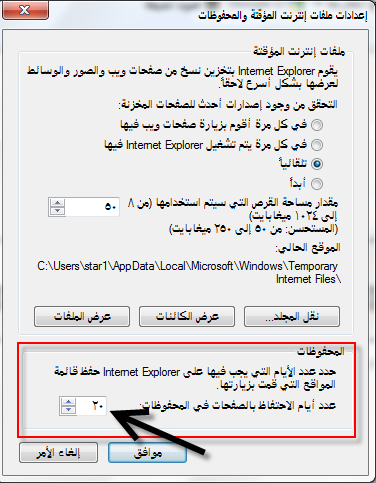 إعدادات ملفات إنترنت المؤقتة والمحفوظات
ملفات إنترنت المؤقتة
يقوم Internet Explorer بتخزين نسخ من صفحات ويب والصور والوسائط
لعرضها بشكل أسرع لاحقاً.
التحقق من وجود إصدارات أحدث للصفحات المخزنة:
في كل مرة أقوم بزيارة صفحات ويب فيها
في كل مرة يتم تشغيل Internet Explorer فيها
تلقائياً
أبداً
مقدار مساحة القرص التي سيتم استخدامها (من ٨
إلى ١٠٢٤ ميغابايت)
٥٠
(المستحسن: من ٥٠ إلى ٢٥٠ ميغابايت)
الموقع الحالي:
C:\Users\star1\AppData\Local\Microsoft\Windows\Temporary
Internet Files\
نقل المجلد...
عرض الكائنات
عرض الملفات
المحفوظات
حدد عدد الأيام التي يجب فيها على Internet Explorer حفظ قائمة
المواقع التي قمت بزيارتها.
عدد أيام الاحتفاظ بالصفحات في المحفوظات:
٢٠
موافق
إلغاء الأمر